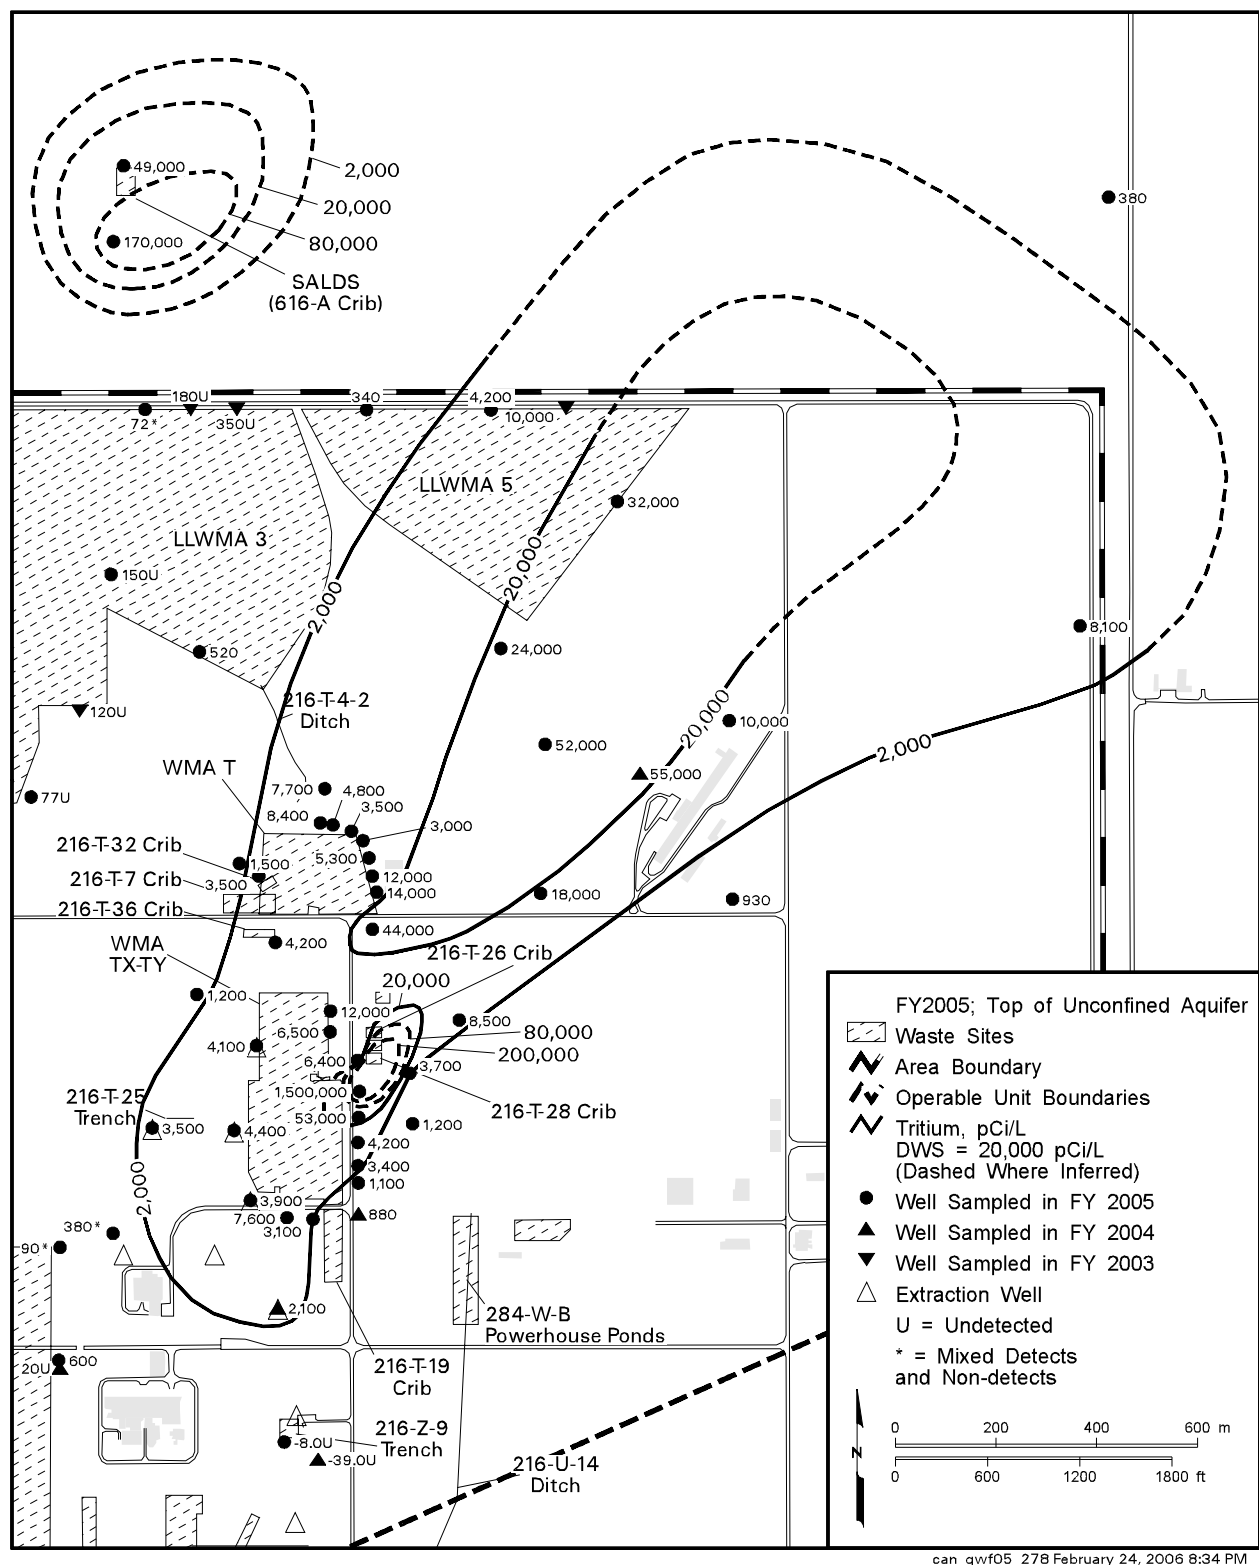 49,000
2,000
380
20,000
170,000
80,000
SALDS
(616-A Crib)
180U
340
4,200
72*
350U
10,000
LLWMA 5
32,000
LLWMA 3
20,000
150U
2,000
8,100
520
24,000
216-T-4-2
Ditch
120U
20,000
10,000
52,000
2,000
WMA T
55,000
7,700
4,800
77U
3,500
8,400
3,000
216-T-32 Crib
5,300
1,500
12,000
216-T-7 Crib
3,500
14,000
18,000
930
216-T-36 Crib
44,000
4,200
WMA
TX-TY
216-T-26 Crib
20,000
1,200
12,000
8,500
6,500
80,000
4,100
200,000
6,400
3,700
1,500,000
216-T-25
Trench
216-T-28 Crib
53,000
3,500
4,400
1,200
4,200
3,400
2,000
1,100
3,900
7,600
880
3,100
380*
90*
2,100
284-W-B
Powerhouse Ponds
600
20U
216-T-19
Crib
216-Z-9
Trench
-8.0U
-39.0U
216-U-14
Ditch
FY2005; Top of Unconfined Aquifer
Waste Sites
Area Boundary
Operable Unit Boundaries
Tritium, pCi/L
DWS = 20,000 pCi/L
(Dashed Where Inferred)
Well Sampled in FY 2005
Well Sampled in FY 2004
Well Sampled in FY 2003
Extraction Well
U = Undetected
* = Mixed Detects
and Non-detects
0 200 400 600 m
N
0 600 1200 1800 ft
can_gwf05_278 February 24, 2006 8:34 PM